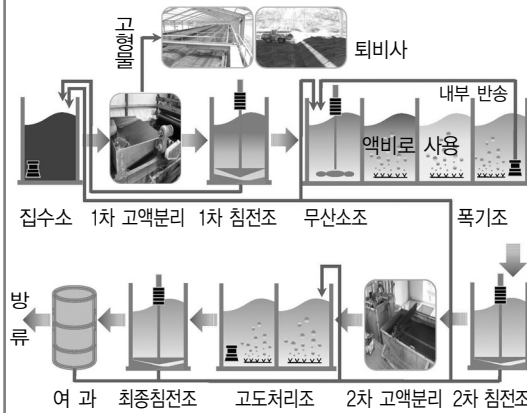 고형물
퇴비사
내부 반송
액비로 사용
집수소 1차 고액분리 1차 침전조 무산소조 폭기조
방류
여 과 최종침전조 고도처리조 2차 고액분리 2차 침전조